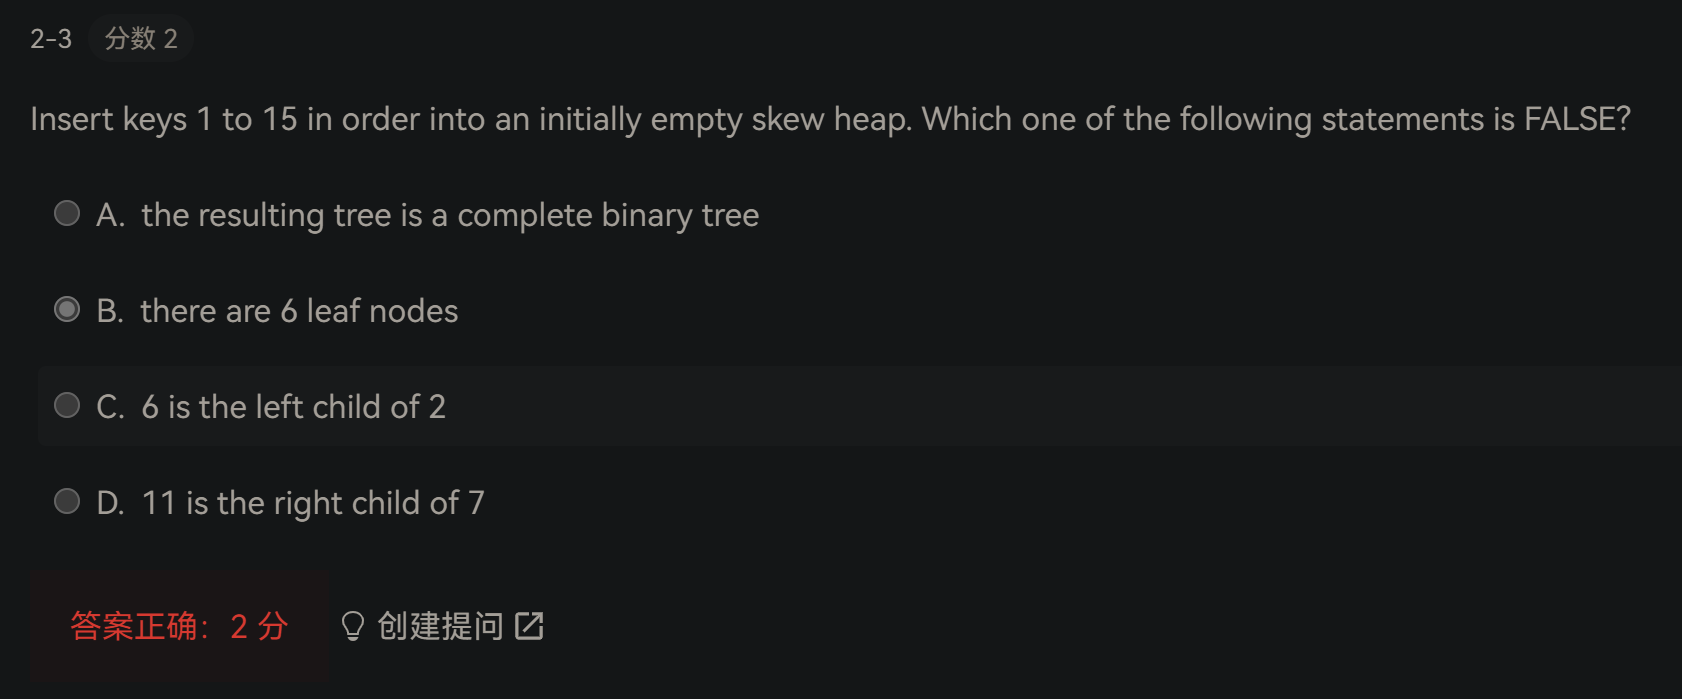 2-3 分数 2
Insert keys 1 to 15 in order into an initially empty skew heap. Which one of the following statements is FALSE?
A. the resulting tree is a complete binary tree
B. there are 6 leaf nodes
C. 6 is the left child of 2
D. 11 is the right child of 7
答案正确：2 分 创建提问